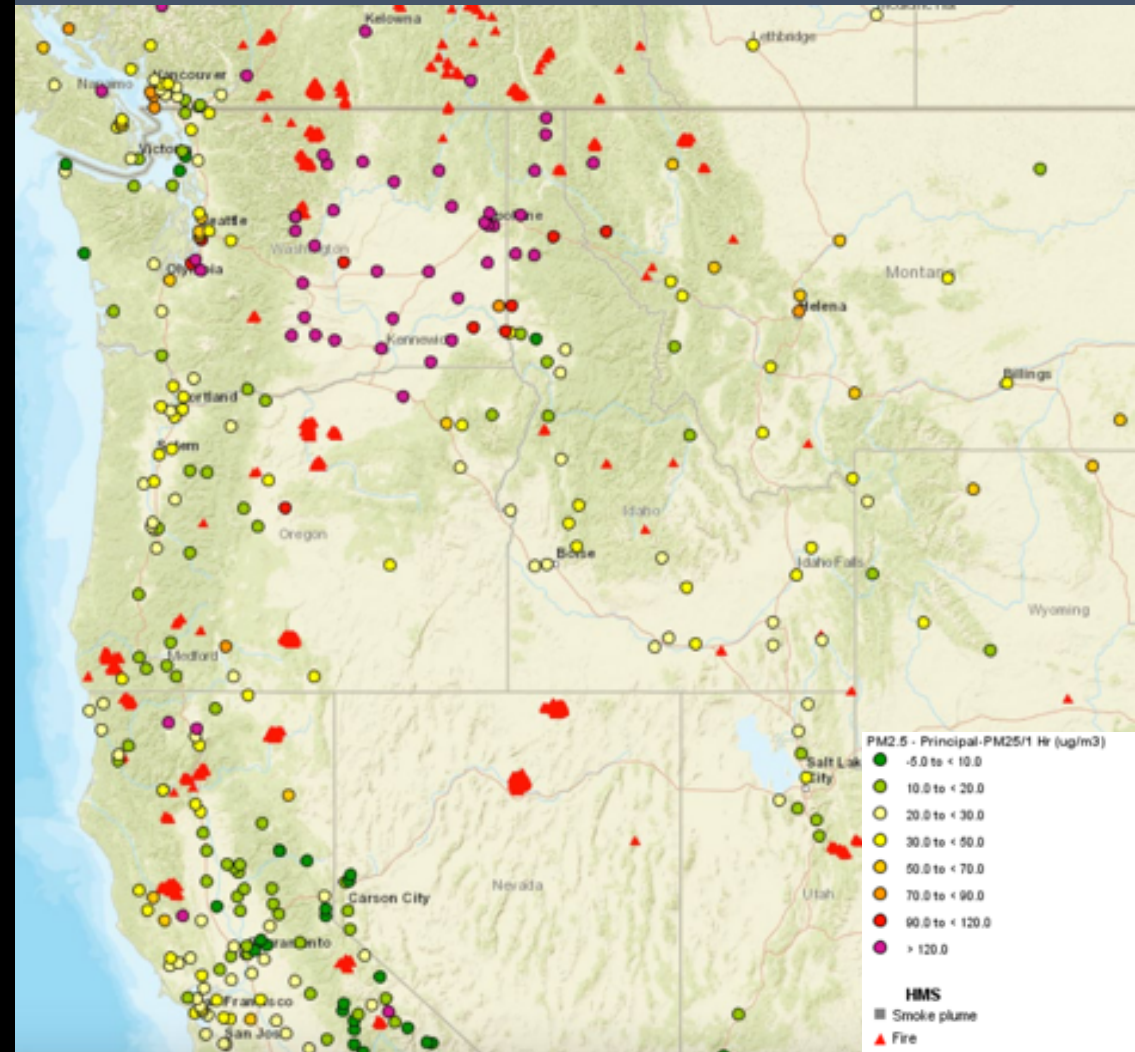 Kelowna
Lethbridge
Vancouver
Victoria
Seattle
Spokane
Washington
Olympia
Montana
Helena
Kennewick
Billings
Portland
Salem
Idaho
Oregon
Boise
Idaho Falls
Wyoming
Medford
PM2.5 - Principal-PM25/1 Hr (ug/m3)
Salt Lak
City
-5.0 to < 10.0
10.0 to < 20.0
20.0 to < 30.0
30.0 to < 50.0
50.0 to < 70.0
Nevada
Utah
70.0 to < 90.0
Carson City
90.0 to < 120.0
Sacramento
> 120.0
HMS
Francisco
Smoke plume
San Jos
Fire